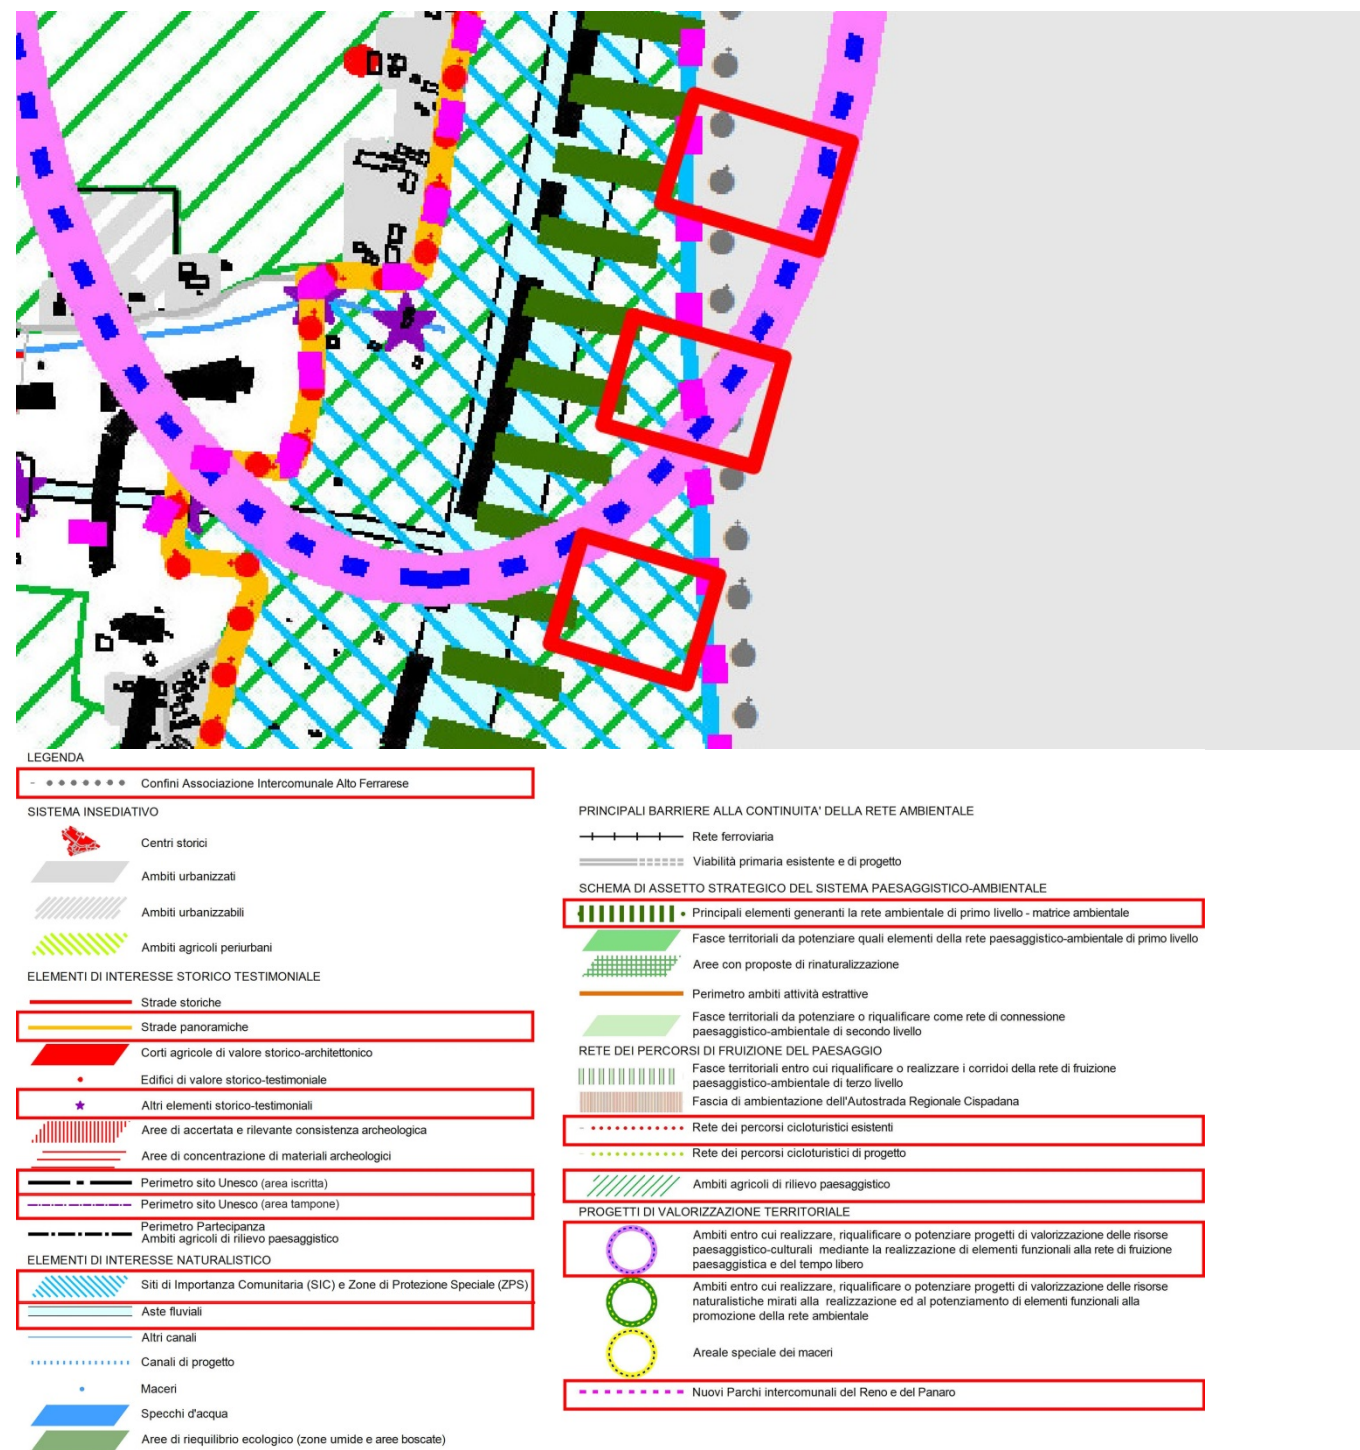 LEGENDA
Confini Associazione Intercomunale Alto Ferrarese
SISTEMA INSEDIATIVO
Centri storici
Ambiti urbanizzati
Ambiti urbanizzabili
Ambiti agricoli periurbani
ELEMENTI DI INTERESSE STORICO TESTIMONIALE
Strade storiche
Strade panoramiche
Corti agricole di valore storico-architettonico
Edifici di valore storico-testimoniale
Altri elementi storico-testimoniali
Aree di accertata e rilevante consistenza archeologica
Aree di concentrazione di materiali archeologici
Perimetro sito Unesco (area iscritta)
Perimetro sito Unesco (area tampone)
Perimetro Partecipanza
Ambiti agricoli di rilievo paesaggistico
ELEMENTI DI INTERESSE NATURALISTICO
Siti di Importanza Comunitaria (SIC) e Zone di Protezione Speciale (ZPS)
Aste fluviali
Altri canali
Canali di progetto
Maceri
Specchi d'acqua
Aree di riequilibrio ecologico (zone umide e aree boscate)
PRINCIPALI BARRIERE ALLA CONTINUITA' DELLA RETE AMBIENTALE
Rete ferroviaria
Viabilità primaria esistente e di progetto
SCHEMA DI ASSETTO STRATEGICO DEL SISTEMA PAESAGGISTICO-AMBIENTALE
Principali elementi generanti la rete ambientale di primo livello - matrice ambientale
Fasce territoriali da potenziare quali elementi della rete paesaggistico-ambientale di primo livello
Aree con proposte di rinaturalizzazione
Perimetro ambiti attività estrattive
Fasce territoriali da potenziare o riqualificare come rete di connessione
paesaggistico-ambientale di secondo livello
RETE DEI PERCORSI DI FRUIZIONE DEL PAESAGGIO
Fasce territoriali entro cui riqualificare o realizzare i corridoi della rete di fruizione
paesaggistico-ambientale di terzo livello
Fascia di ambientazione dell'Autostrada Regionale Cispadana
Rete dei percorsi cicloturistici esistenti
Rete dei percorsi cicloturistici di progetto
Ambiti agricoli di rilievo paesaggistico
PROGETTI DI VALORIZZAZIONE TERRITORIALE
Ambiti entro cui realizzare, riqualificare o potenziare progetti di valorizzazione delle risorse
paesaggistico-culturali mediante la realizzazione di elementi funzionali alla rete di fruizione
paesaggistica e del tempo libero
Ambiti entro cui realizzare, riqualificare o potenziare progetti di valorizzazione delle risorse
naturalistiche mirati alla realizzazione ed al potenziamento di elementi funzionali alla
promozione della rete ambientale
Areale speciale dei maceri
Nuovi Parchi intercomunali del Reno e del Panaro